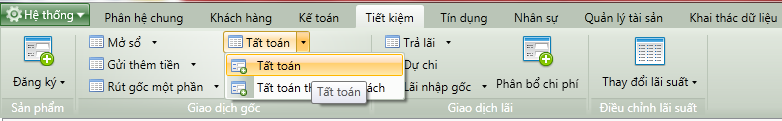 Hệ thống Phân hệ chung Khách hàng Kế toán Tiết kiệm Tín dụng Nhân sự Quản lý tài sản Khai thác dữ liệu
Mở sổ Tất toán Trả lãi
Gửi thêm tiền Tất toán Dự chi
Đăng ký Rút gốc một phần Tất toán th ách Lãi nhập gốc Phân bổ chi phí Thay đổi lãi suất
Tất toán
Sản phẩm Giao dịch gốc Giao dịch lãi Điều chỉnh lãi suất